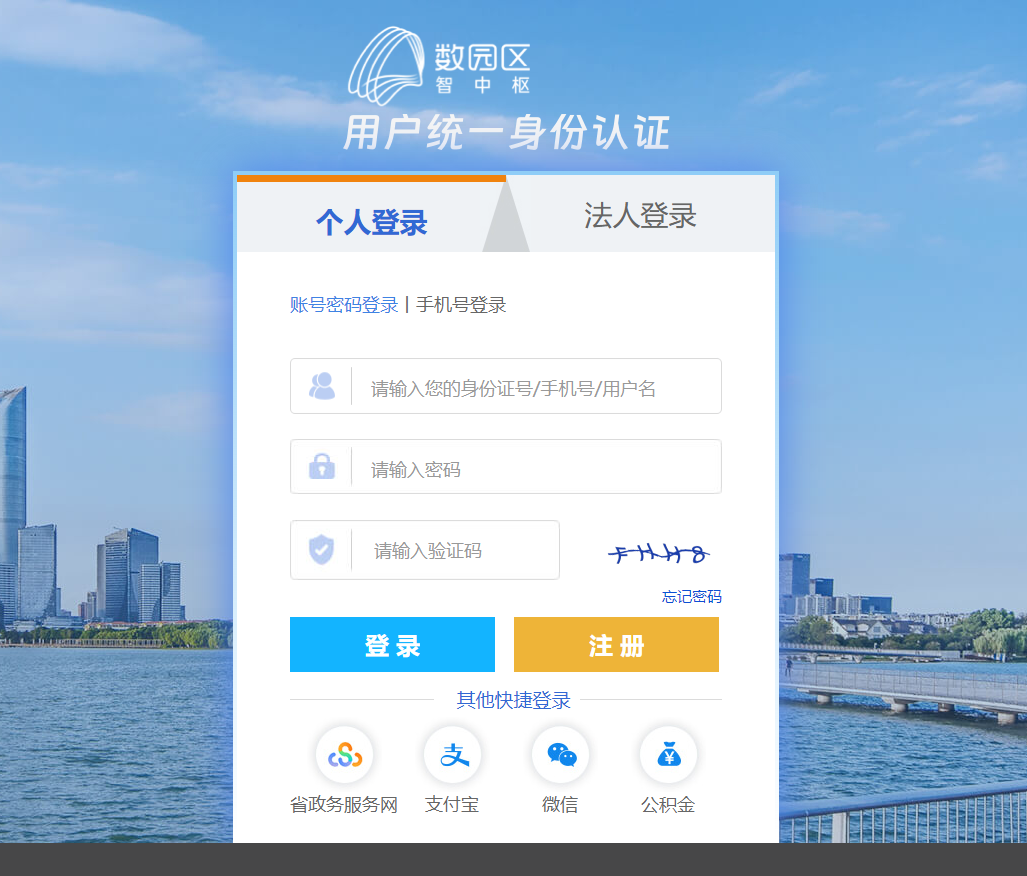 数园区
智中枢
用户统一身份认证
个人登录 法人登录
账号密码登录 | 手机号登录
请输入您的身份证号/手机号/用户名
请输入密码
请输入验证码 FHH8
忘记密码
登录 注册
其他快捷登录
支
省政务服务网 支付宝 微信 公积金